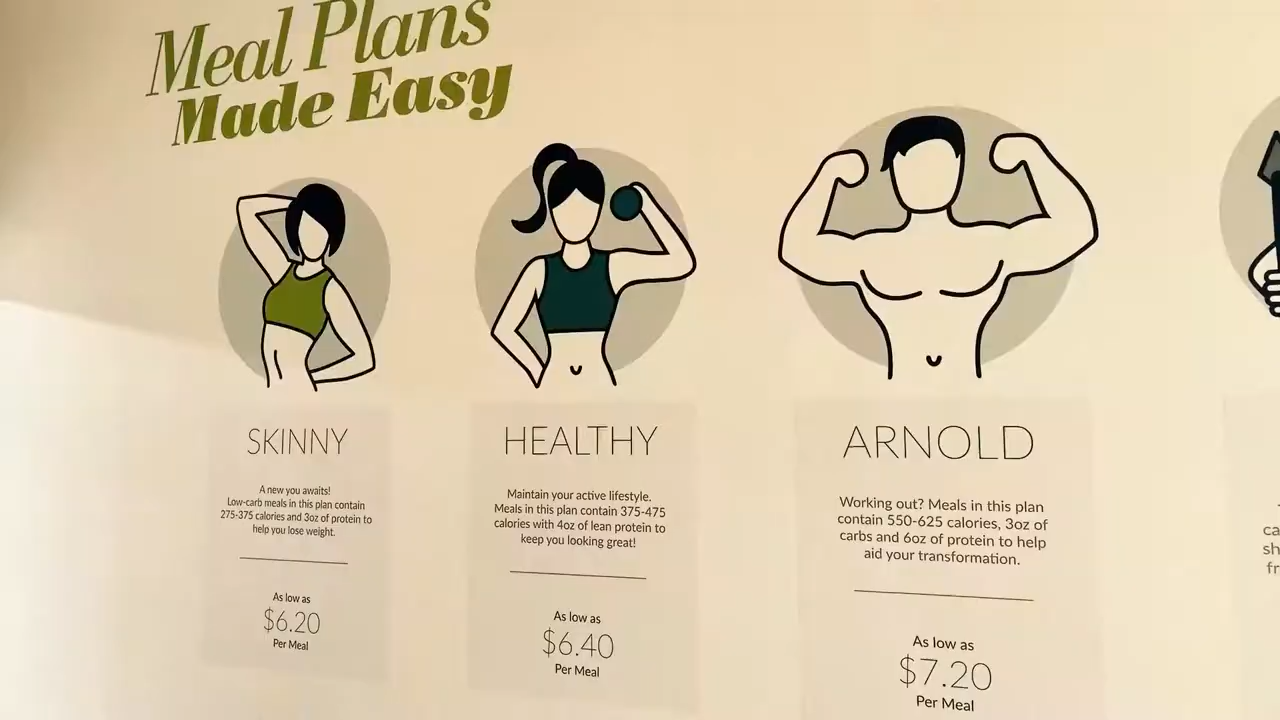 Meal Plans
Made Easy
SKINNY
A new you awaits!
Low-carb meals in this plan contain
275-375 calories and 3oz of protein to
help you lose weight.
As low as
$6.20
Per Meal
HEALTHY
Maintain your active lifestyle.
Meals in this plan contain 375-475
calories with 4oz of lean protein to
keep you looking great!
As low as
$6.40
Per Meal
ARNOLD
Working out? Meals in this plan
contain 550-625 calories, 3oz of
carbs and 6oz of protein to help
aid your transformation.
As low as
$7.20
Per Meal
ca
sh
fr